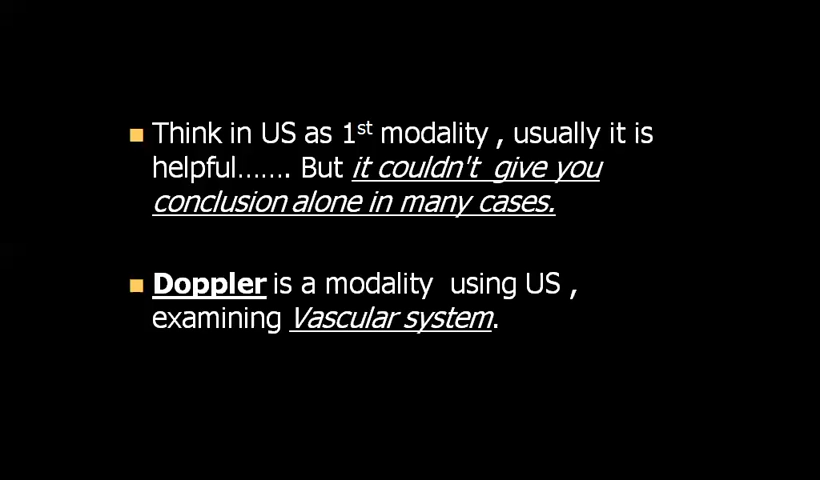 Think in US as 1st modality , usually it is
helpful……. But it couldn't give you
conclusion alone in many cases.
Doppler is a modality using US ,
examining Vascular system.